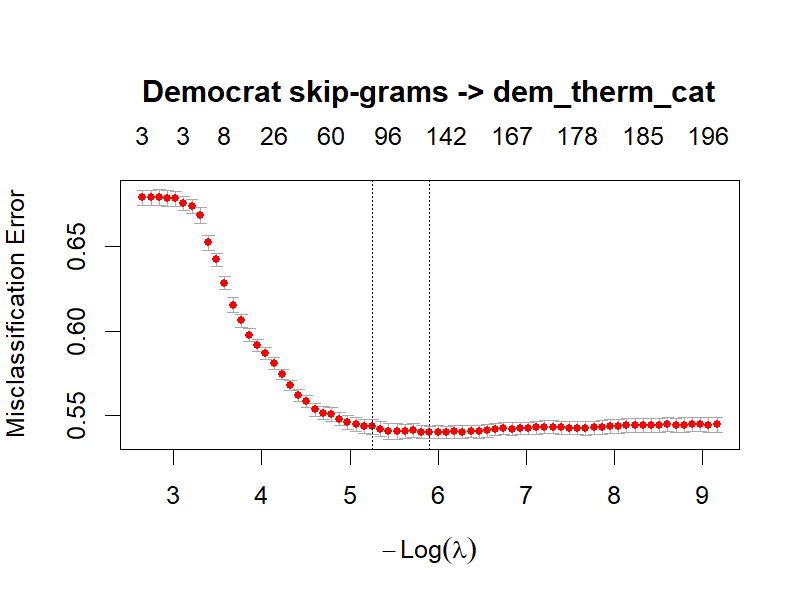 Democrat skip-grams -> dem_therm_cat
3 3 8 26 60 96 142 167 178 185 196
Misclassification Error
0.65
0.60
0.55
3 4 5 6 7 8 9
−Log(λ)